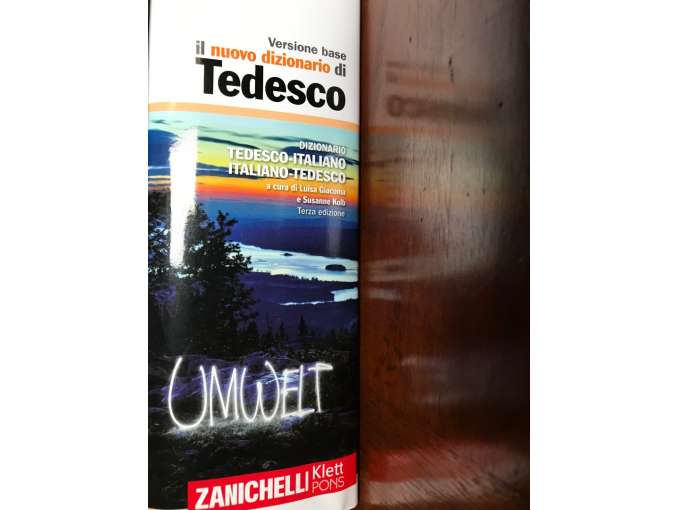 Versione base
il nuovo dizionario di
Tedesco
DIZIONARIO
TEDESCO-ITALIANO
ITALIANO-TEDESCO
a cura di Luisa Giacoma
e Susanne Kolb
Terza edizione
UMWELT
ZANICHELLI Klett
PONS